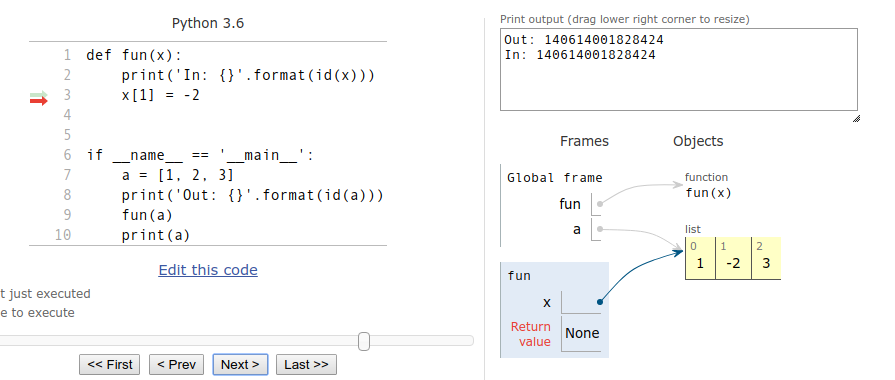 Python 3.6
1 def fun(x):
2     print('In: {}'.format(id(x)))
3     x[1] = -2
4
5
6 if __name__ == '__main__':
7     a = [1, 2, 3]
8     print('Out: {}'.format(id(a)))
9     fun(a)
10     print(a)
Edit this code
t just executed
e to execute
<< First
< Prev
Next >
Last >>
Print output (drag lower right corner to resize)
Out: 140614001828424
In: 140614001828424
Frames
Objects
Global frame
fun
a
function
fun(x)
list
0 1 2
1 -2 3
fun
x
Return
value
None